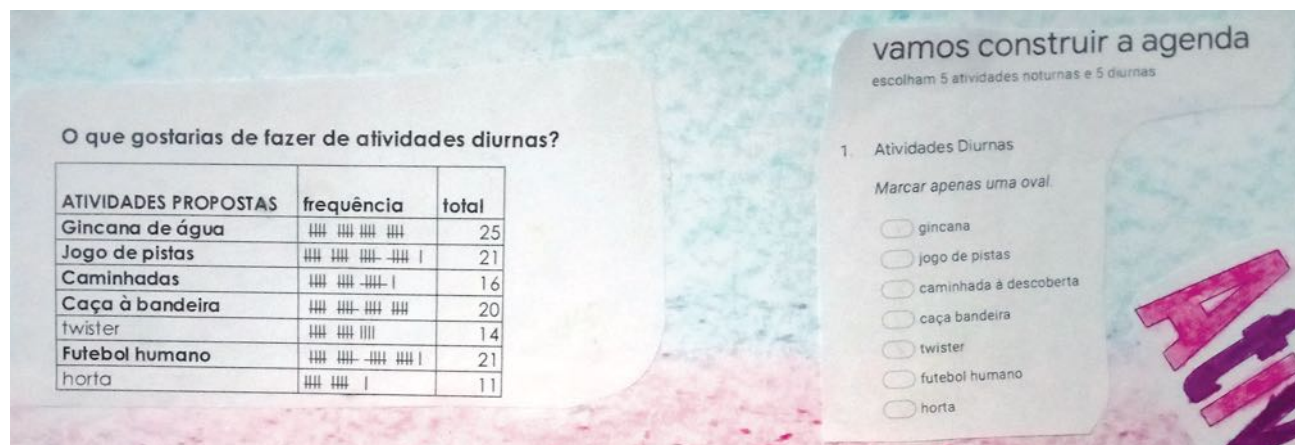 O que gostarias de fazer de atividades diurnas?
ATIVIDADES PROPOSTAS frequência total
Gincana de água 25
Jogo de pistas 21
Caminhadas 16
Caça à bandeira 20
twister 14
Futebol humano 21
horta 11
vamos construir a agenda
escolham 5 atividades noturnas e 5 diurnas
1. Atividades Diurnas
Marcar apenas uma oval.
gincana
jogo de pistas
caminhada à descoberta
caça bandeira
twister
futebol humano
horta